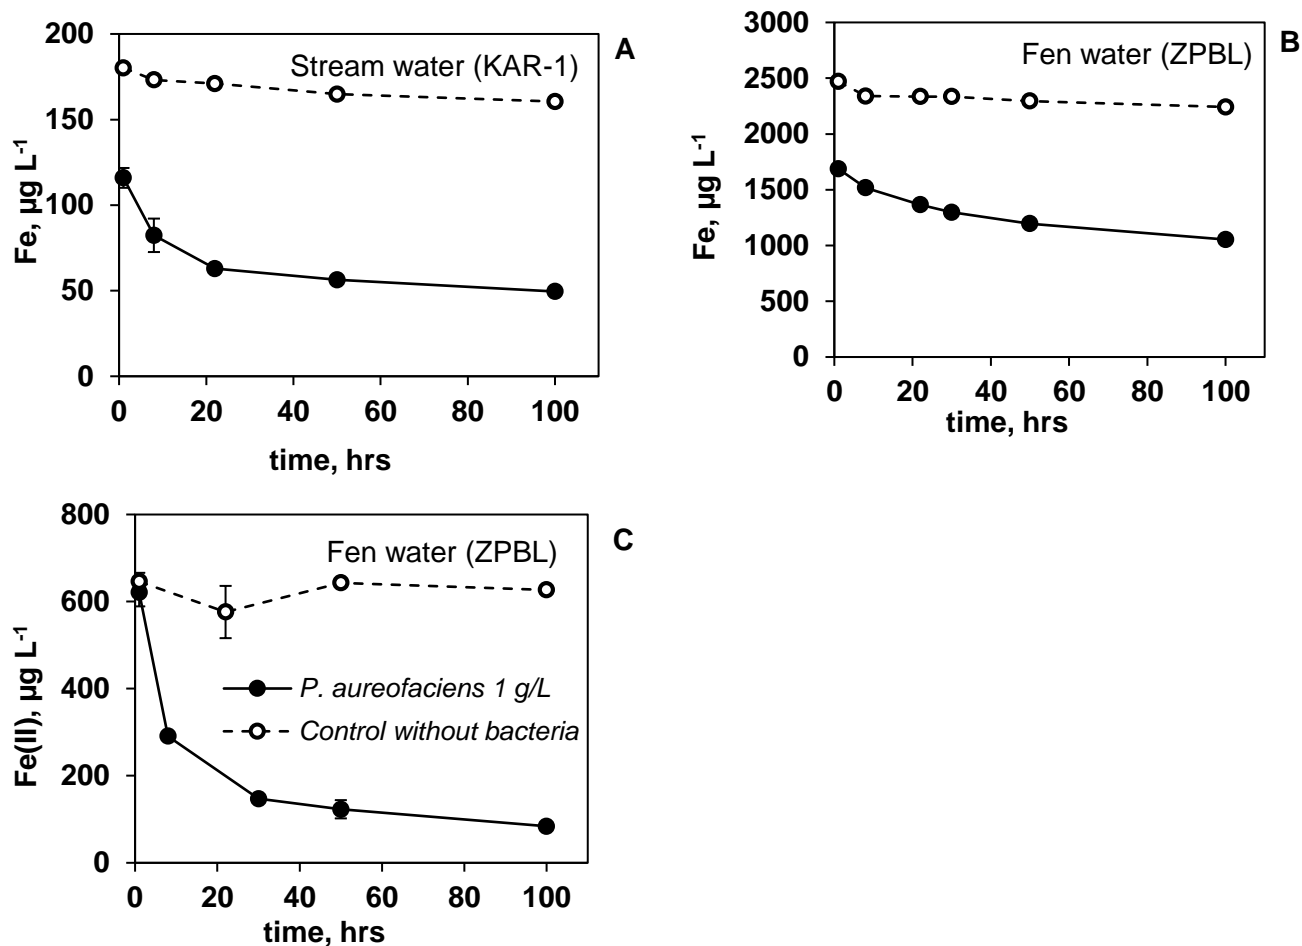 A
Stream water (KAR-1)
Fe, µg L-1
200
150
100
50
0
0 20 40 60 80 100
time, hrs
B
Fen water (ZPBL)
Fe, µg L-1
3000
2500
2000
1500
1000
500
0
0 20 40 60 80 100
time, hrs
C
Fen water (ZPBL)
Fe(II), µg L-1
800
600
400
200
0
P. aureofaciens 1 g/L
Control without bacteria
0 20 40 60 80 100
time, hrs